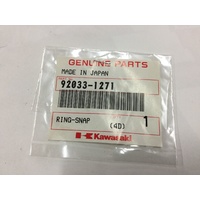 GENUINE PARTS
MADE IN JAPAN
92033-1271
RING-SNAP (4D) 1
Kawasaki